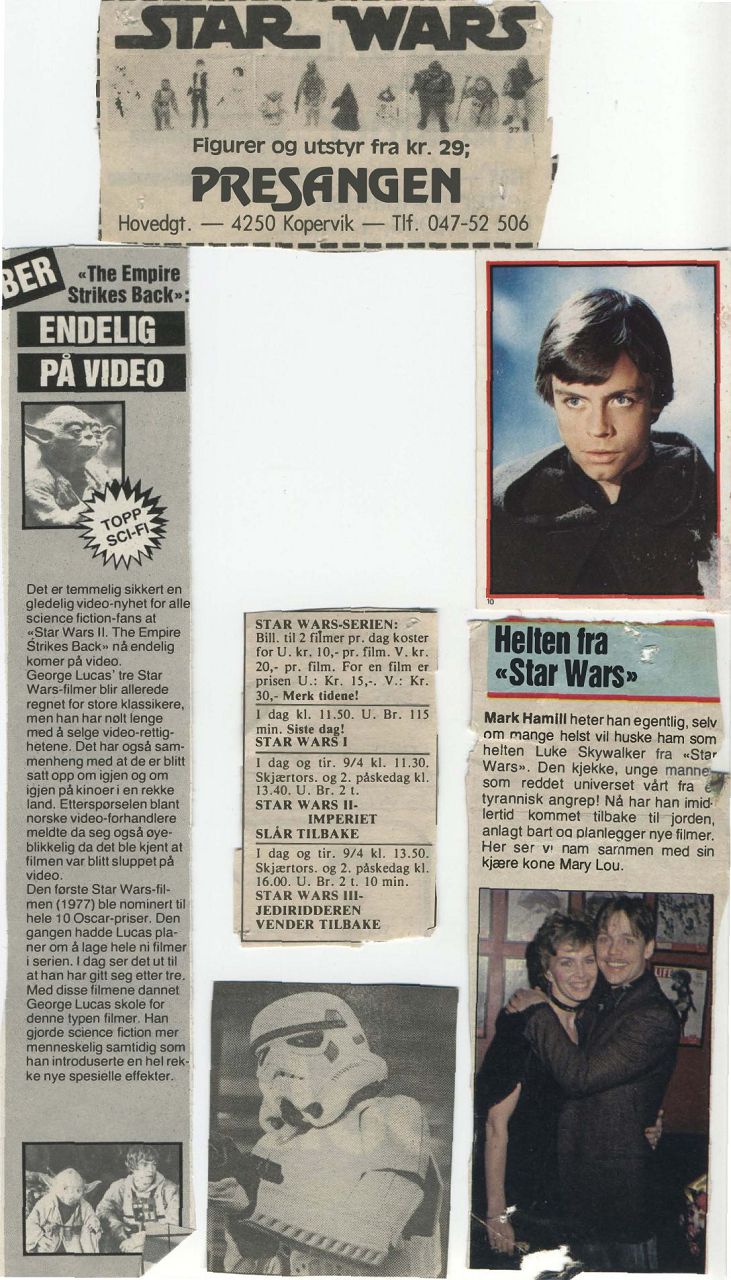 STAR WARS
27
Figurer og utstyr fra kr. 29;
PRESANGEN
Hovedgt. — 4250 Kopervik — Tlf. 047-52 506
BER
«The Empire
Strikes Back»:
ENDELIG
PÅ VIDEO
TOPP
SCI-FI
Det er temmelig sikkert en
gledelig video-nyhet for alle
science fiction-fans at
«Star Wars II. The Empire
Strikes Back» nå endelig
komer på video.
George Lucas' tre Star
Wars-filmer blir allerede
regnet for store klassikere,
men han har nølt lenge
med å selge video-rettig-
hetene. Det har også sam-
menheng med at de er blitt
satt opp om igjen og om
igjen på kinoer i en rekke
land. Etterspørselen blant
norske video-forhandlere
meldte da seg også øye-
blikkelig da det ble kjent at
filmen var blitt sluppet på
video.
Den første Star Wars-fil-
men (1977) ble nominert til
hele 10 Oscar-priser. Den
gangen hadde Lucas pla-
ner om å lage hele ni filmer
i serien. I dag ser det ut til
at han har gitt seg etter tre.
Med disse filmene dannet
George Lucas skole for
denne typen filmer. Han
gjorde science fiction mer
menneskelig samtidig som
han introduserte en hel rek-
ke nye spesielle effekter.
STAR WARS-SERIEN:
Bill. til 2 filmer pr. dag koster
for U. kr. 10,- pr. film. V. kr.
20,- pr. film. For en film er
prisen U.: Kr. 15,-. V.: Kr.
30,- Merk tidene!
I dag kl. 11.50. U. Br. 115
min. Siste dag!
STAR WARS I
I dag og tir. 9/4 kl. 11.30.
Skjærtors. og 2. påskedag kl.
13.40. U. Br. 2 t.
STAR WARS II-
IMPERIET
SLÅR TILBAKE
I dag og tir. 9/4 kl. 13.50.
Skjærtors. og 2. påskedag kl.
16.00. U. Br. 2 t. 10 min.
STAR WARS III-
JEDIRIDDEREN
VENDER TILBAKE
10
Helten fra
«Star Wars»
Mark Hamill heter han egentlig, selv
om mange helst vil huske ham som
helten Luke Skywalker fra «Star
Wars». Den kjekke, unge manne
som reddet universet vårt fra e
tyrannisk angrep! Nå har han imid-
lertid kommet tilbake til jorden,
anlagt bart og planlegger nye filmer.
Her ser vi nam sammen med sin
kjære kone Mary Lou.
LIFE